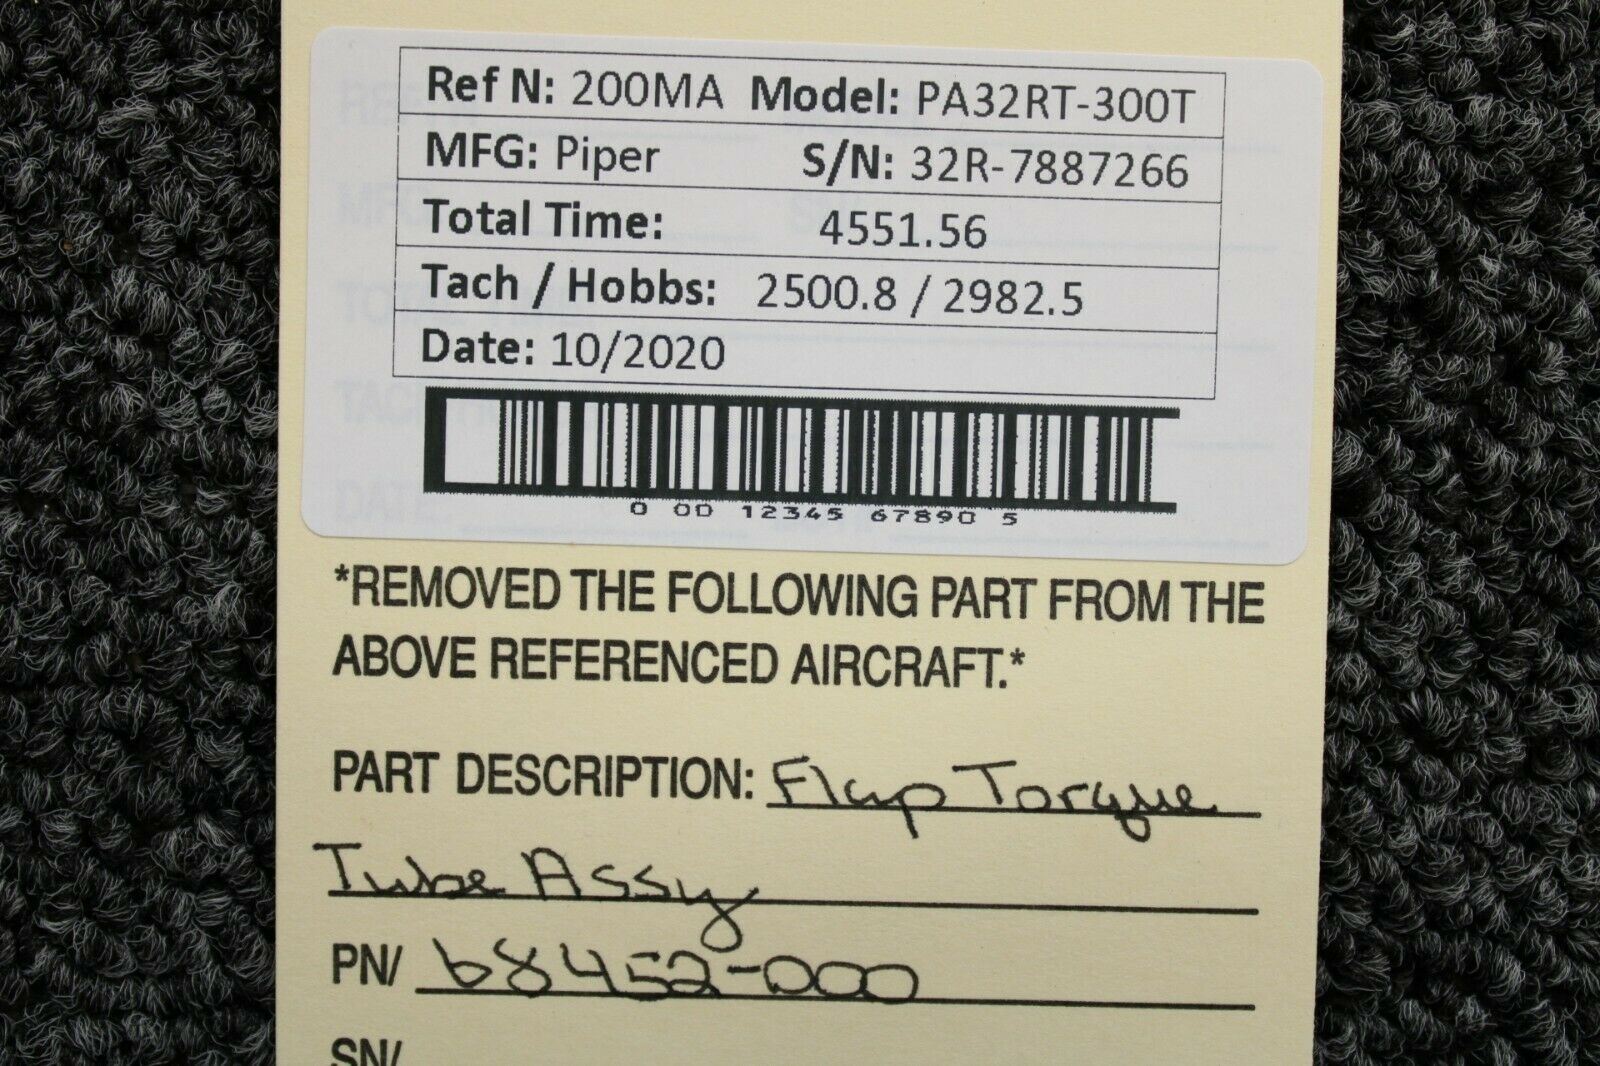 Ref N: 200MA Model: PA32RT-300T
MFG: Piper S/N: 32R-7887266
Total Time: 4551.56
Tach / Hobbs: 2500.8 / 2982.5
Date: 10/2020
0 00 12345 67890 5
*REMOVED THE FOLLOWING PART FROM THE
ABOVE REFERENCED AIRCRAFT.*
PART DESCRIPTION: Flap Torque
Tube Assy
PN/ 68452-000
SN/